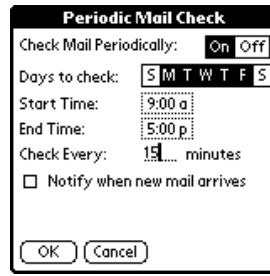 Periodic Mail Check
Check Mail Periodically: On Off
Days to check: S M T W T F S
Start Time: 9:00 a
End Time: 5:00 p
Check Every: 15 minutes
Notify when new mail arrives
OK Cancel